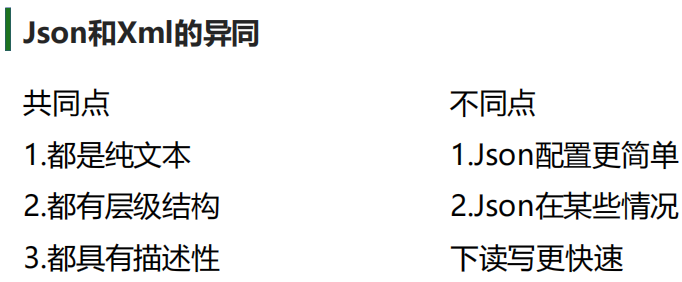 Json和Xml的异同
共同点
1.都是纯文本
2.都有层级结构
3.都具有描述性
不同点
1.Json配置更简单
2.Json在某些情况
下读写更快速